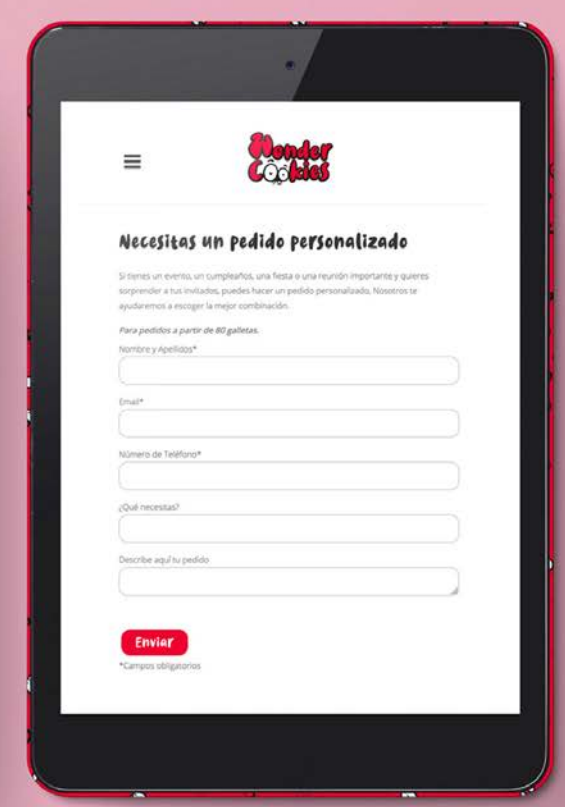 Wonder
Cookies
Necesitas un pedido personalizado
Si tienes un evento, un cumpleaños, una fiesta o una reunión importante y quieres
sorprender a tus invitados, puedes hacer un pedido personalizado, Nosotros te
ayudaremos a escoger la mejor combinación.
Para pedidos a partir de 80 galletas.
Nombre y Apellidos*
Email*
Número de Teléfono*
¿Qué necesitas?
Describe aquí tu pedido
Enviar
*Campos obligatorios